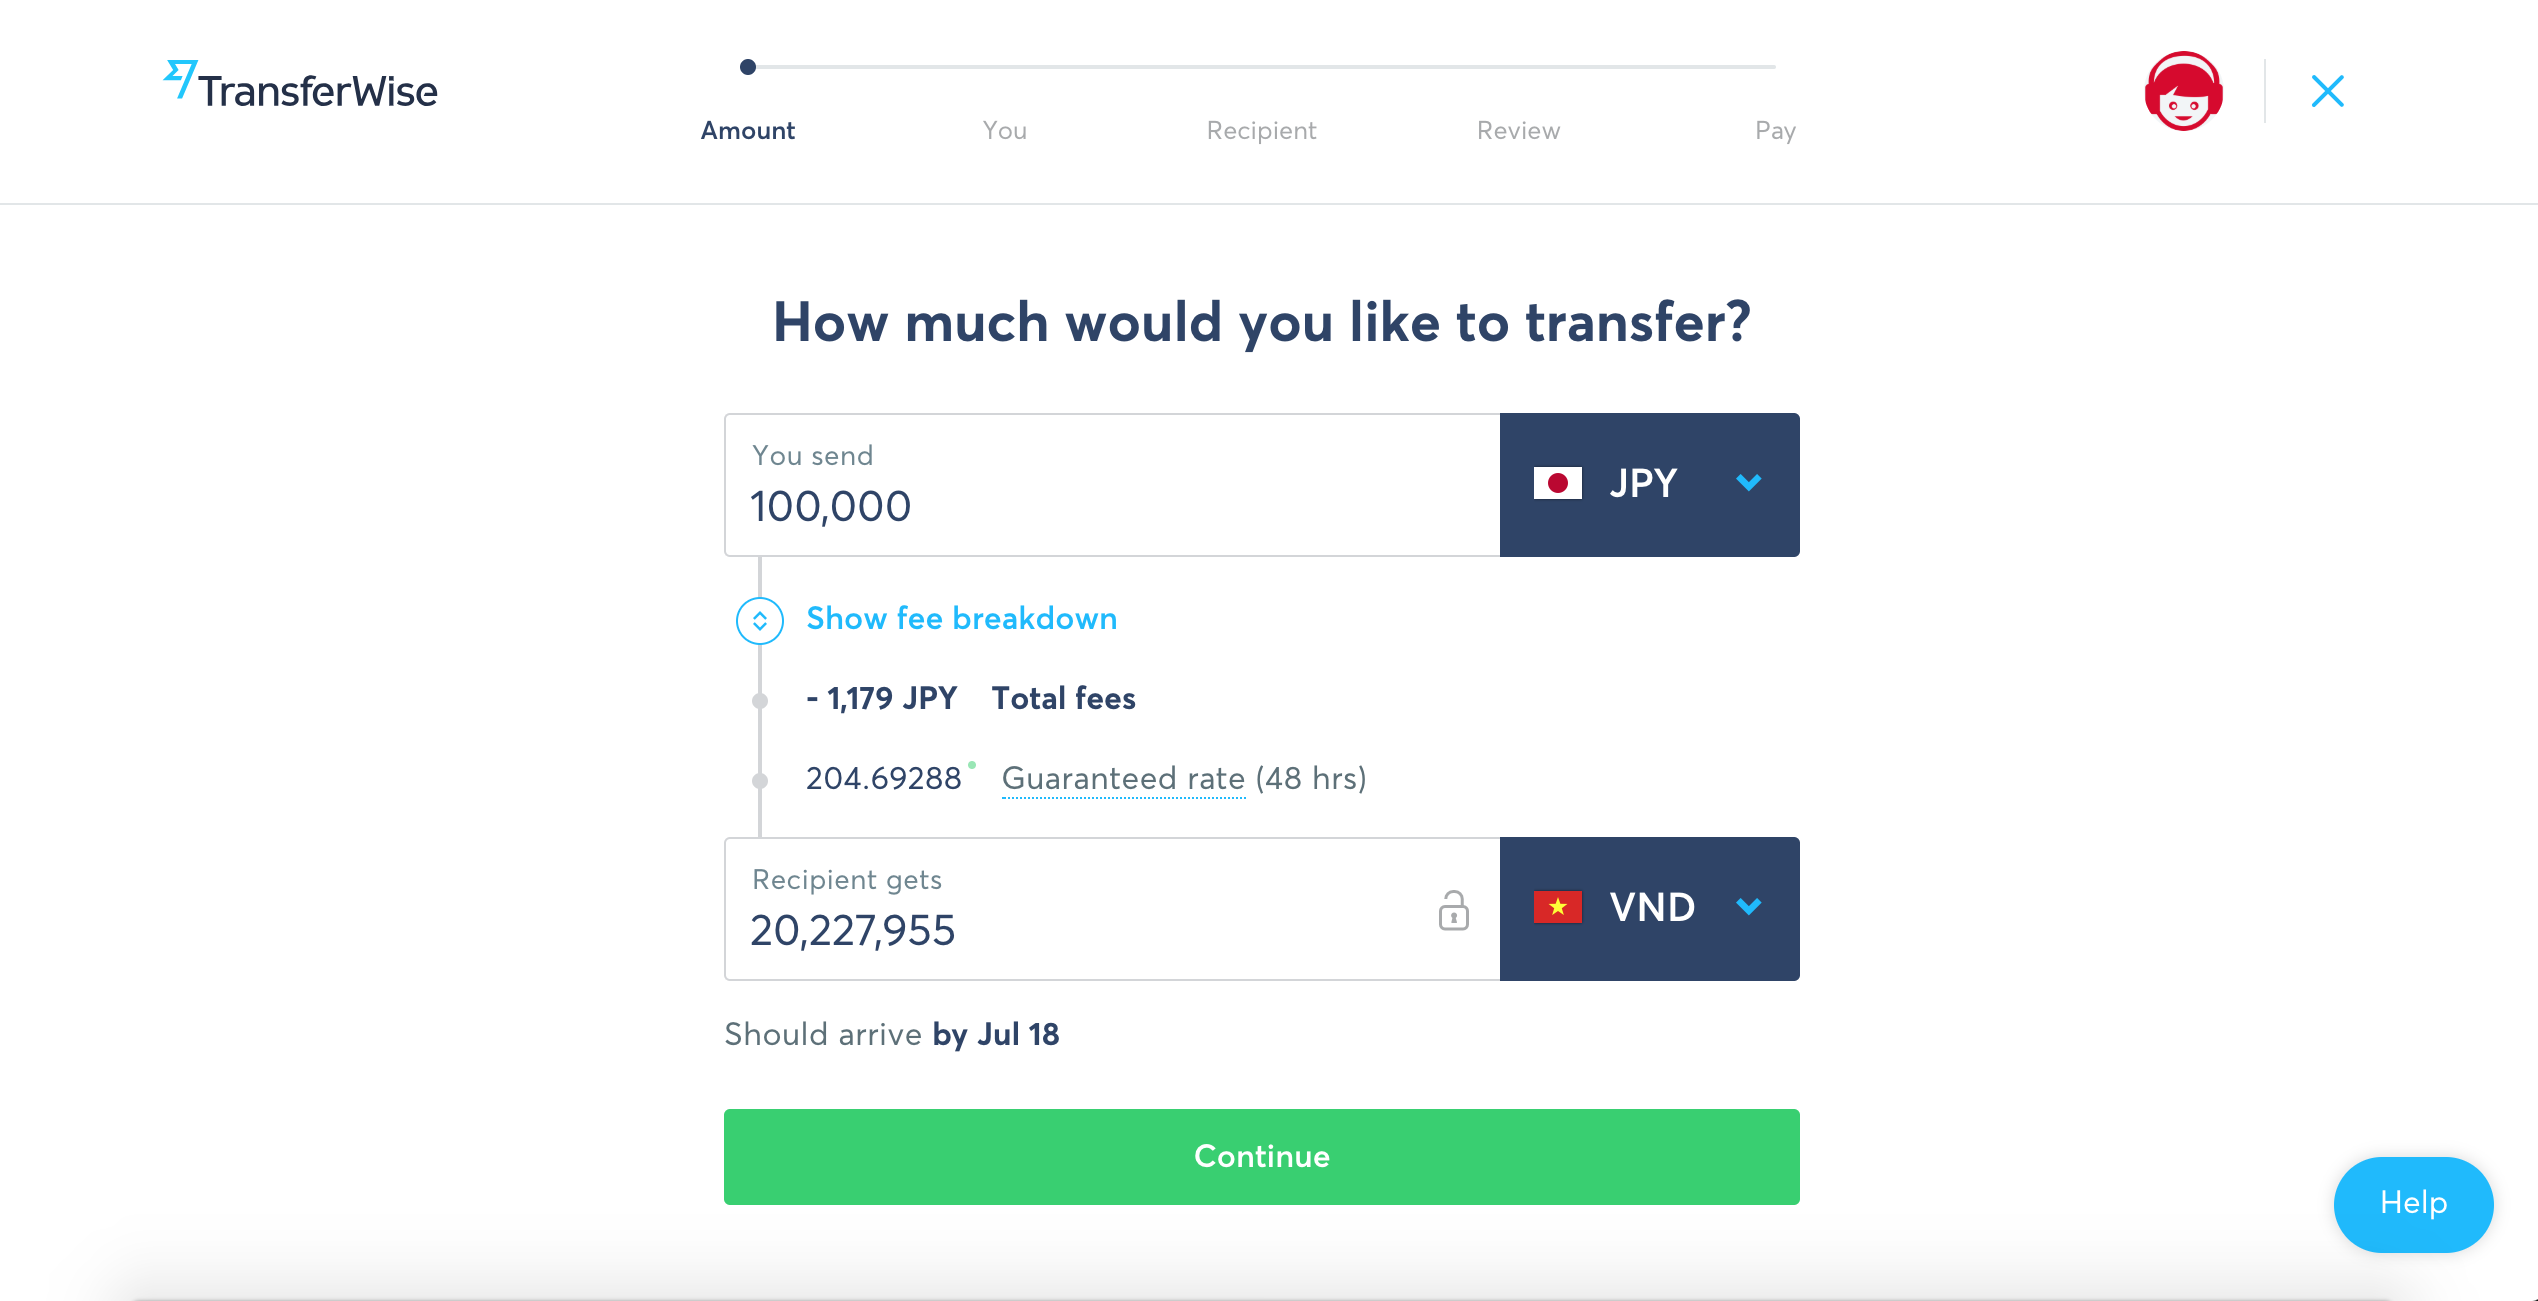 TransferWise
Amount You Recipient Review Pay
How much would you like to transfer?
You send
100,000
JPY
Show fee breakdown
- 1,179 JPY Total fees
204.69288 Guaranteed rate (48 hrs)
Recipient gets
20,227,955
VND
Should arrive by Jul 18
Continue
Help